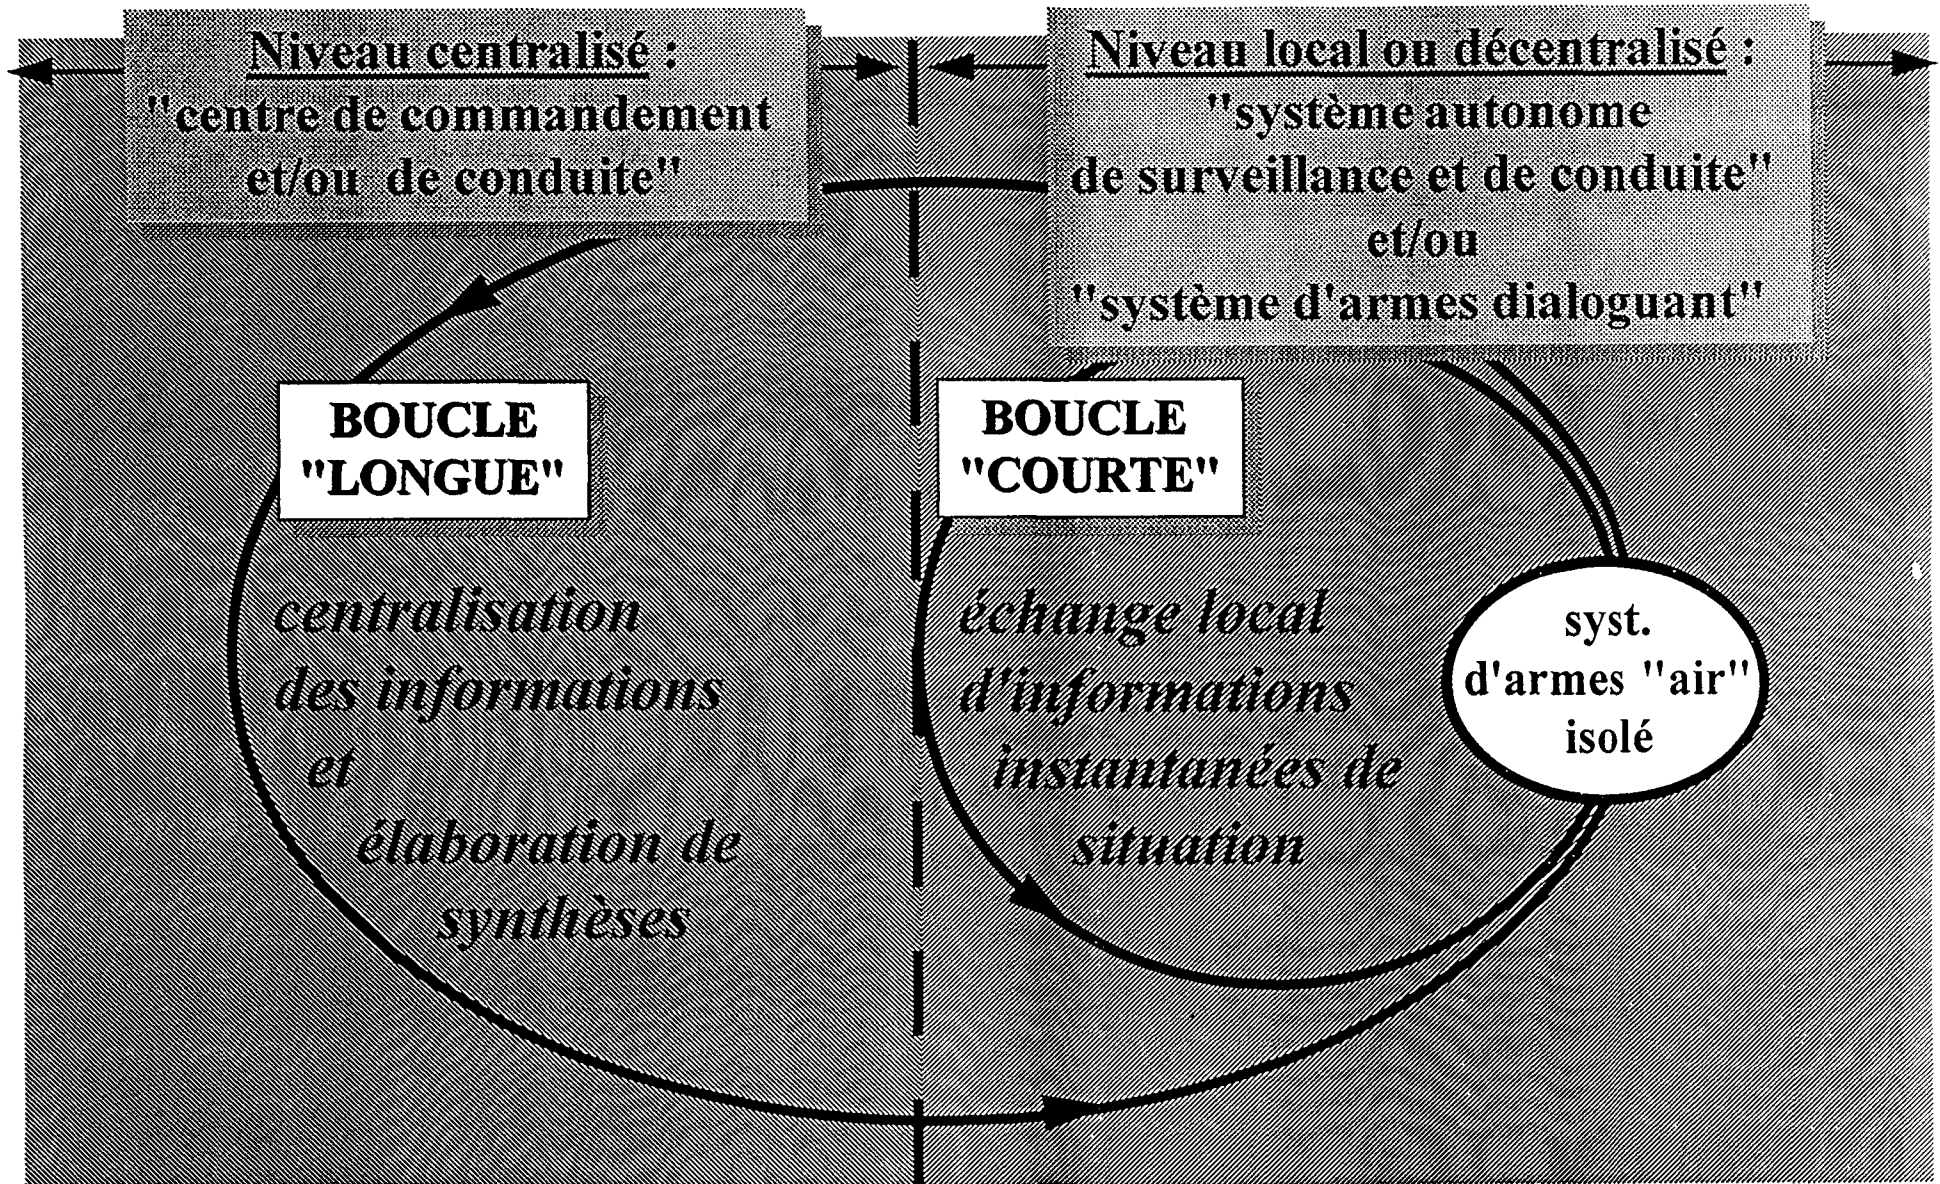 Niveau centralisé :
"centre de commandement
et/ou de conduite"
Niveau local ou décentralisé :
"système autonome
de surveillance et de conduite"
et/ou
"système d'armes dialoguant"
BOUCLE
"LONGUE"
BOUCLE
"COURTE"
centralisation
des informations
et
élaboration de
synthèses
échange local
d'informations
instantanées de
situation
syst.
d'armes "air"
isolé